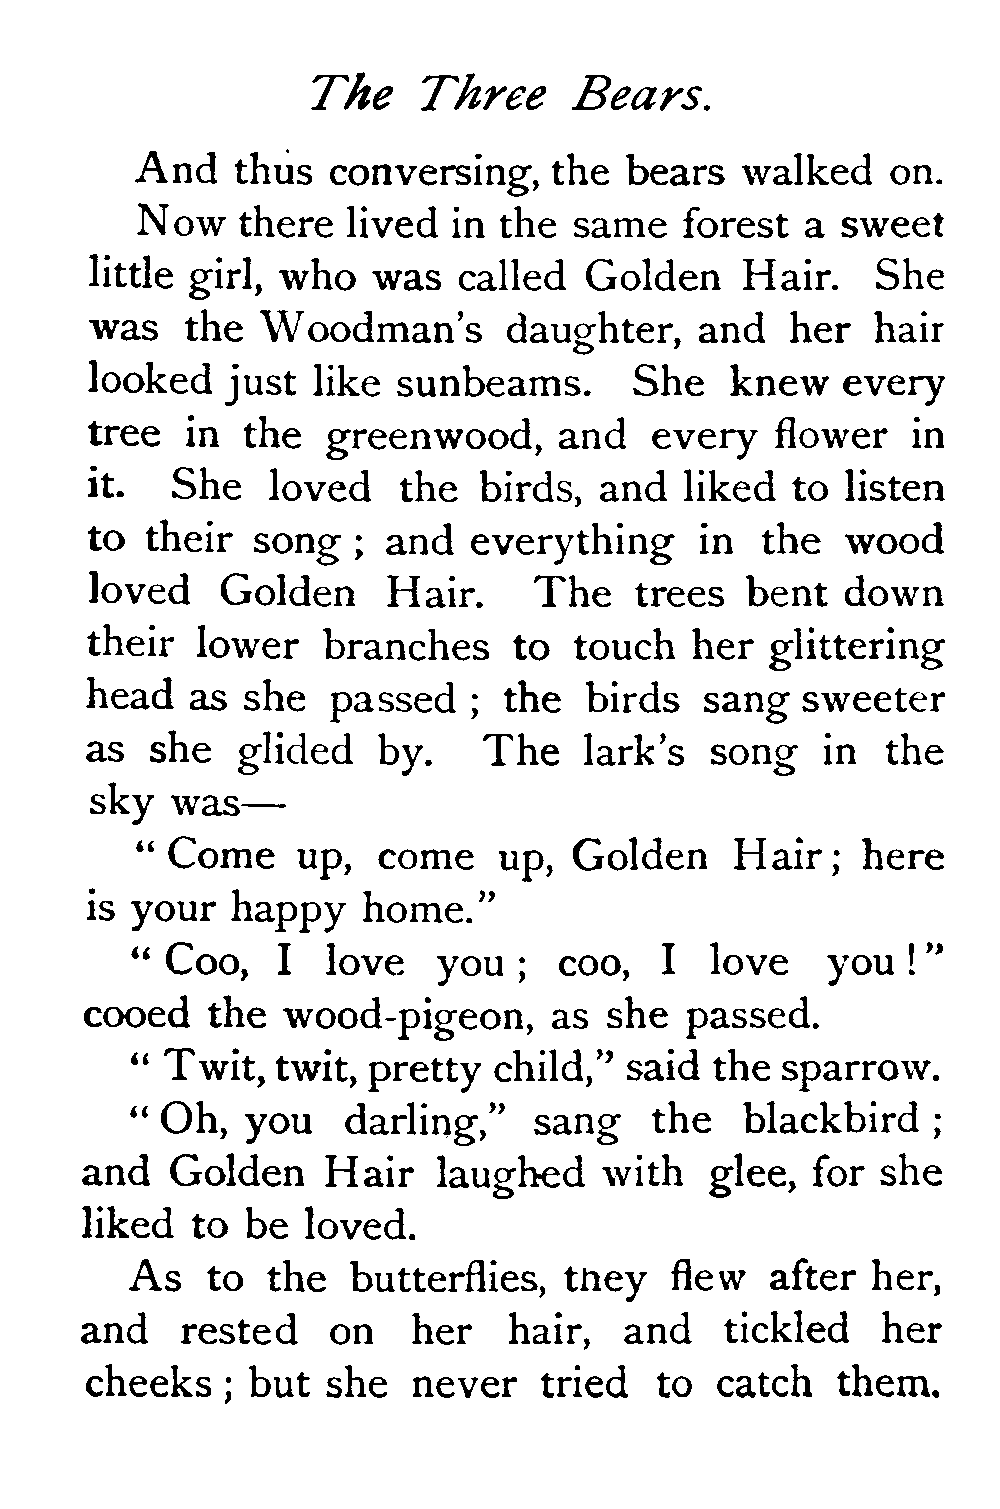 The Three Bears.
And thus conversing, the bears walked on.
Now there lived in the same forest a sweet
little girl, who was called Golden Hair. She
was the Woodman's daughter, and her hair
looked just like sunbeams. She knew every
tree in the greenwood, and every flower in
it. She loved the birds, and liked to listen
to their song ; and everything in the wood
loved Golden Hair. The trees bent down
their lower branches to touch her glittering
head as she passed ; the birds sang sweeter
as she glided by. The lark's song in the
sky was—
“ Come up, come up, Golden Hair ; here
is your happy home.”
“ Coo, I love you ; coo, I love you ! ”
cooed the wood-pigeon, as she passed.
“ Twit, twit, pretty child,” said the sparrow.
“ Oh, you darling,” sang the blackbird ;
and Golden Hair laughed with glee, for she
liked to be loved.
As to the butterflies, they flew after her,
and rested on her hair, and tickled her
cheeks ; but she never tried to catch them.